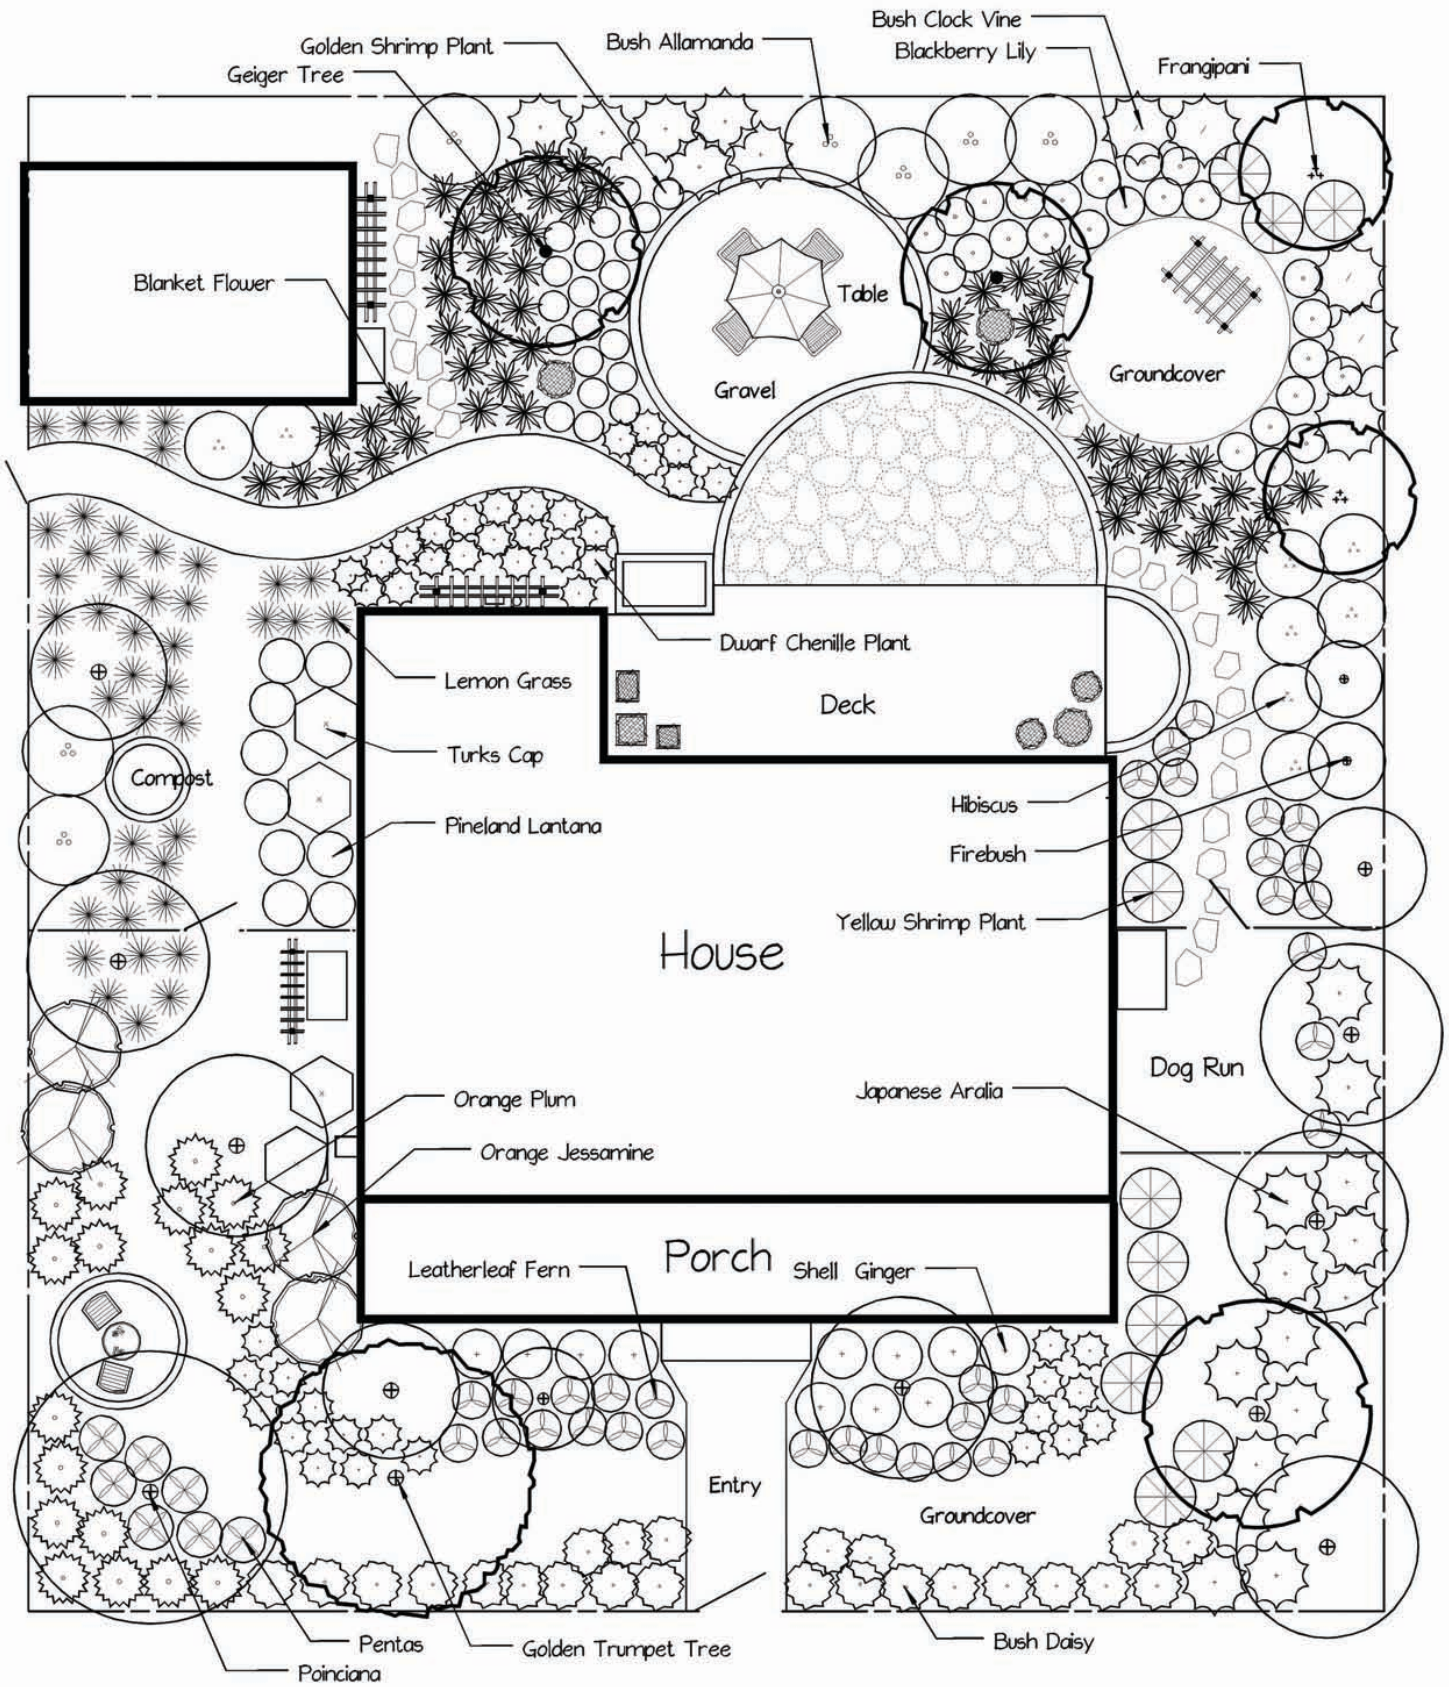 Bush Clock Vine
Golden Shrimp Plant
Bush Allamanda
Blackberry Lily
Geiger Tree
Frangipani
Blanket Flower
Table
Gravel
Groundcover
Dwarf Chenille Plant
Lemon Grass
Deck
Turks Cap
Compost
Hibiscus
Pineland Lantana
Firebush
Yellow Shrimp Plant
House
Dog Run
Orange Plum
Japanese Aralia
Orange Jessamine
Porch
Leatherleaf Fern
Shell Ginger
Entry
Groundcover
Pentas
Golden Trumpet Tree
Bush Daisy
Poinciana